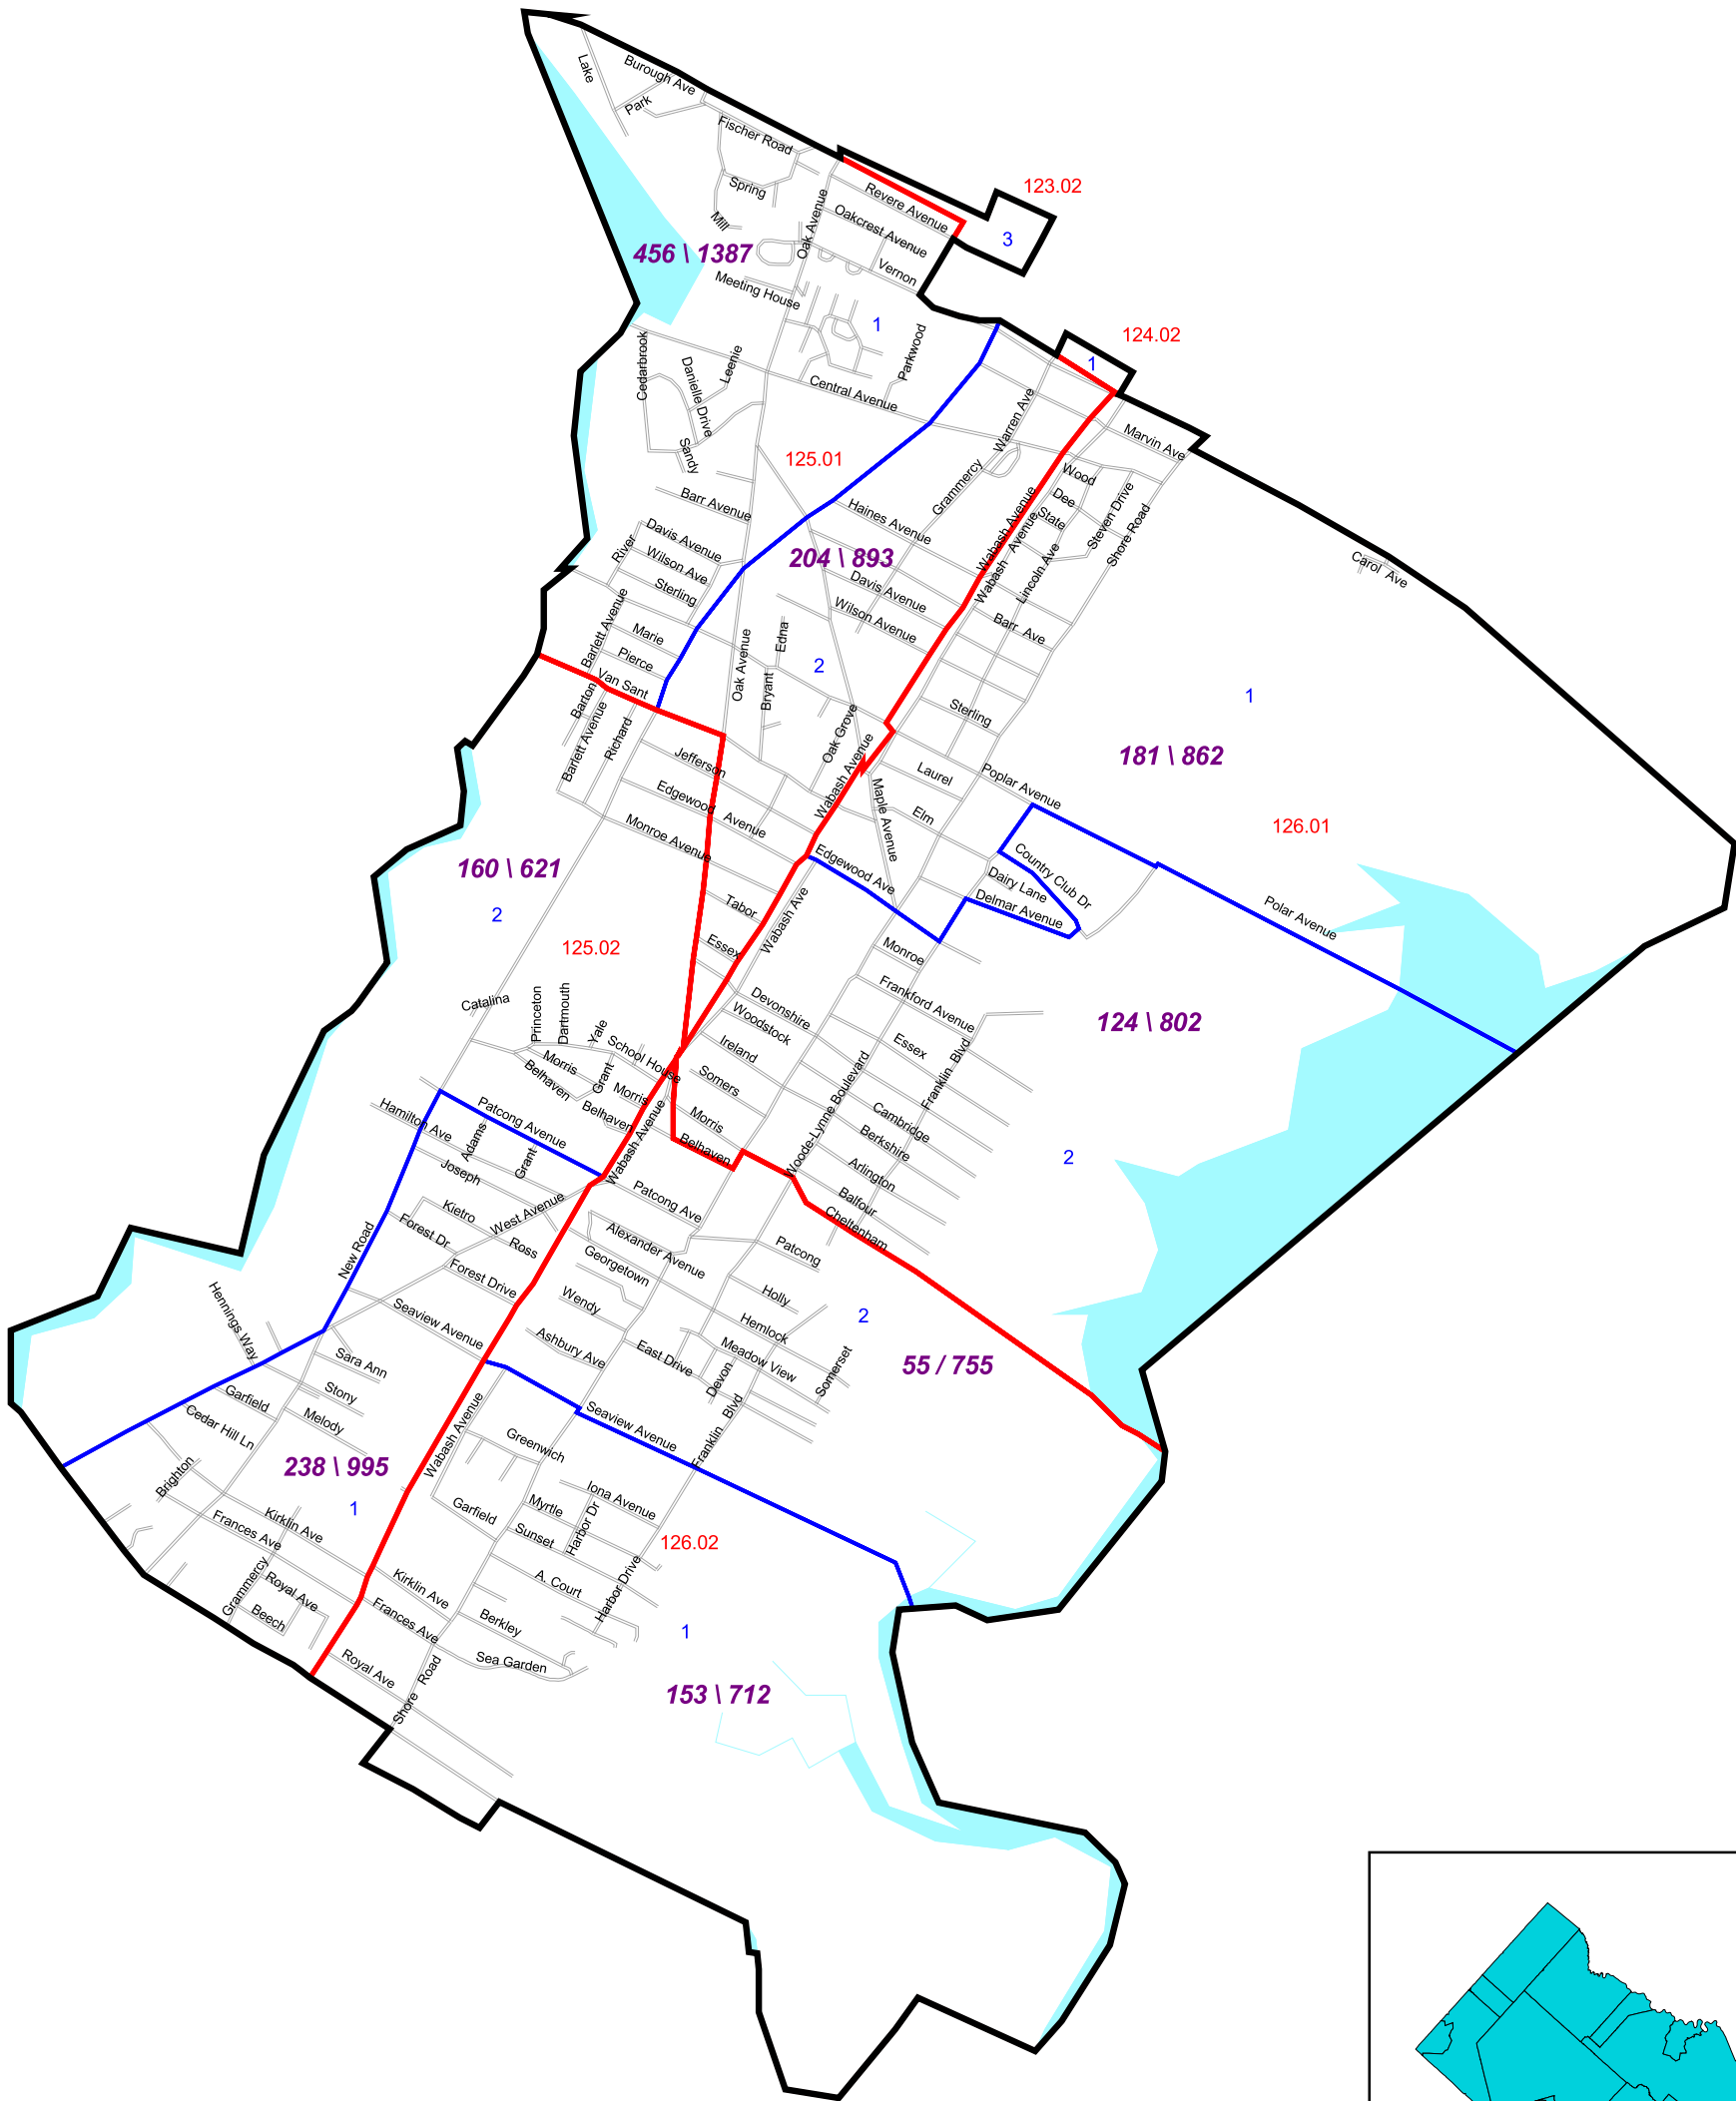 Lake
Burough Ave
Park
Fischer Road
Spring
Mill
Oak Avenue
Revere Avenue
Oakcrest Avenue
Vernon
123.02
3
456 \ 1387
Meeting House
1
124.02
1
Cedarbrook
Danielle Drive
Leenie
Sandy
Parkwood
Central Avenue
Warren Ave
Marvin Ave
125.01
Grammercy
Wood
Dee
State
Steven Drive
Shore Road
Barr Avenue
Haines Avenue
Wabash Avenue
Wabash Avenue
Lincoln Ave
Carol Ave
River
Davis Avenue
Wilson Ave
Sterling
204 \ 893
Davis Avenue
Wilson Avenue
Barr Ave
Barlett Avenue
Marie
Pierce
Van Sant
Oak Avenue
Edna
Bryant
2
1
Barton
Barlett Avenue
Richard
Jefferson
Oak Grove
Sterling
181 \ 862
Wabash Avenue
Laurel
Poplar Avenue
Edgewood Avenue
Maple Avenue
Elm
126.01
Monroe Avenue
Edgewood Ave
Country Club Dr
Dairy Lane
Delmar Avenue
160 \ 621
Polar Avenue
2
Tabor
Wabash Ave
125.02
Essex
Monroe
Frankford Avenue
124 \ 802
Catalina
Princeton
Dartmouth
Yale
School House
Devonshire
Woodstock
Ireland
Essex
Franklin Blvd
Morris
Belhaven
Grant
Somers
Morris
Belhaven
Morris
Belhaven
Woode-Lynne Boulevard
Cambridge
Berkshire
Arlington
Balfour
Cheltenham
2
Hamilton Ave
Patcong Avenue
Adams
Grant
Joseph
Wabash Avenue
Patcong Ave
Kietro
West Avenue
Forest Dr
Ross
Forest Drive
New Road
Alexander Avenue
Georgetown
Patcong
Holly
Wendy
Hemlock
2
Hennings Way
Seaview Avenue
Ashbury Ave
East Drive
Meadow View
Devon
Somerset
55 / 755
Sara Ann
Stony
Melody
Garfield
Cedar Hill Ln
Wabash Avenue
Seaview Avenue
Franklin Blvd
Greenwich
238 \ 995
1
Brighton
Kirklin Ave
Frances Ave
Garfield
Myrtle
Iona Avenue
Sunset
Harbor Dr
126.02
Grammercy
Royal Ave
Beech
Kirklin Ave
Frances Ave
A. Court
Harbor Drive
Berkley
1
Sea Garden
Royal Ave
Shore Road
153 \ 712